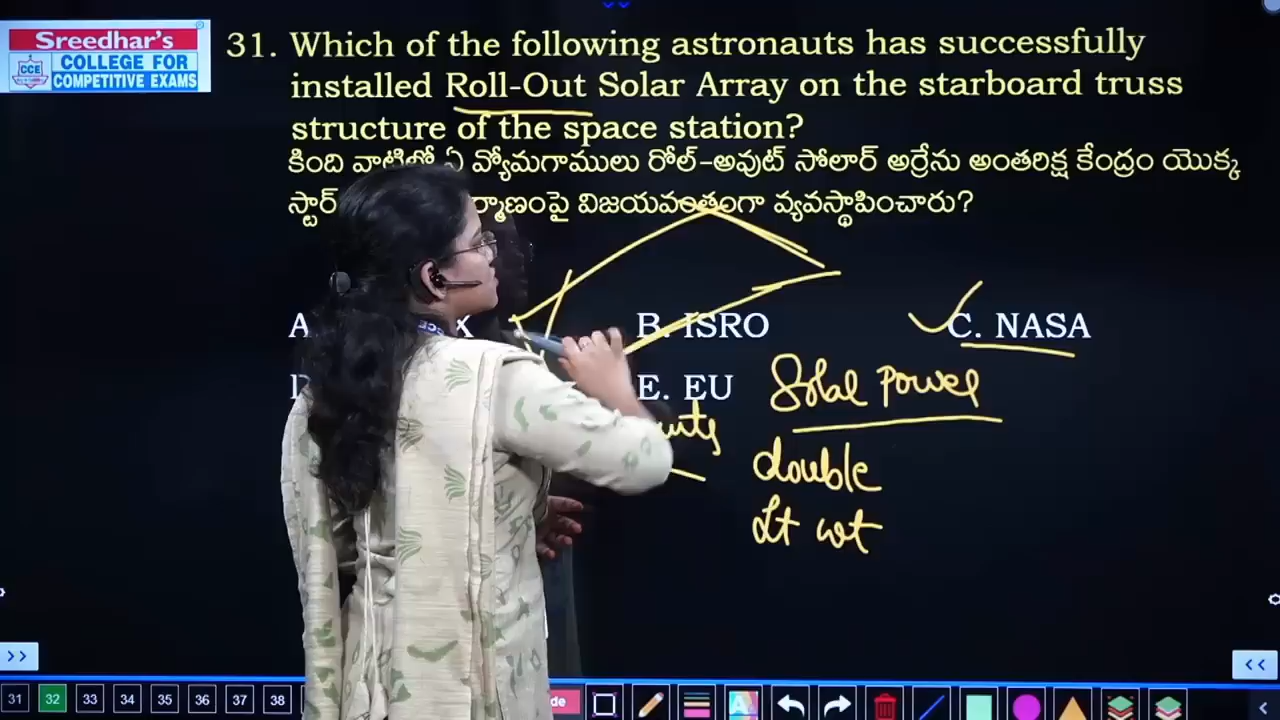 Sreedhar's
CCE
COLLEGE FOR
COMPETITIVE EXAMS
31. Which of the following astronauts has successfully
installed Roll-Out Solar Array on the starboard truss
structure of the space station?
కింది వాటిలో ఏ వ్యోమగాములు రోల్-అవుట్ సోలార్ అర్రేను అంతరిక్ష కేంద్రం యొక్క
స్టార్ విజయవంతంగా వ్యవస్థాపించారు?
A. X B. ISRO C. NASA
E. EU Solal Power
double
Lt wt
>> <<
31 32 33 34 35 36 37 38